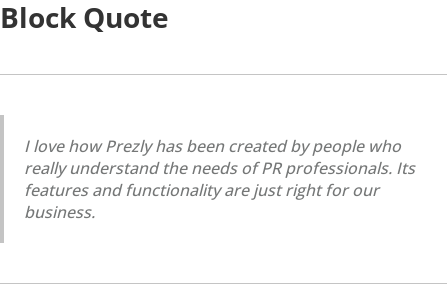 Block Quote
I love how Prezly has been created by people who
really understand the needs of PR professionals. Its
features and functionality are just right for our
business.